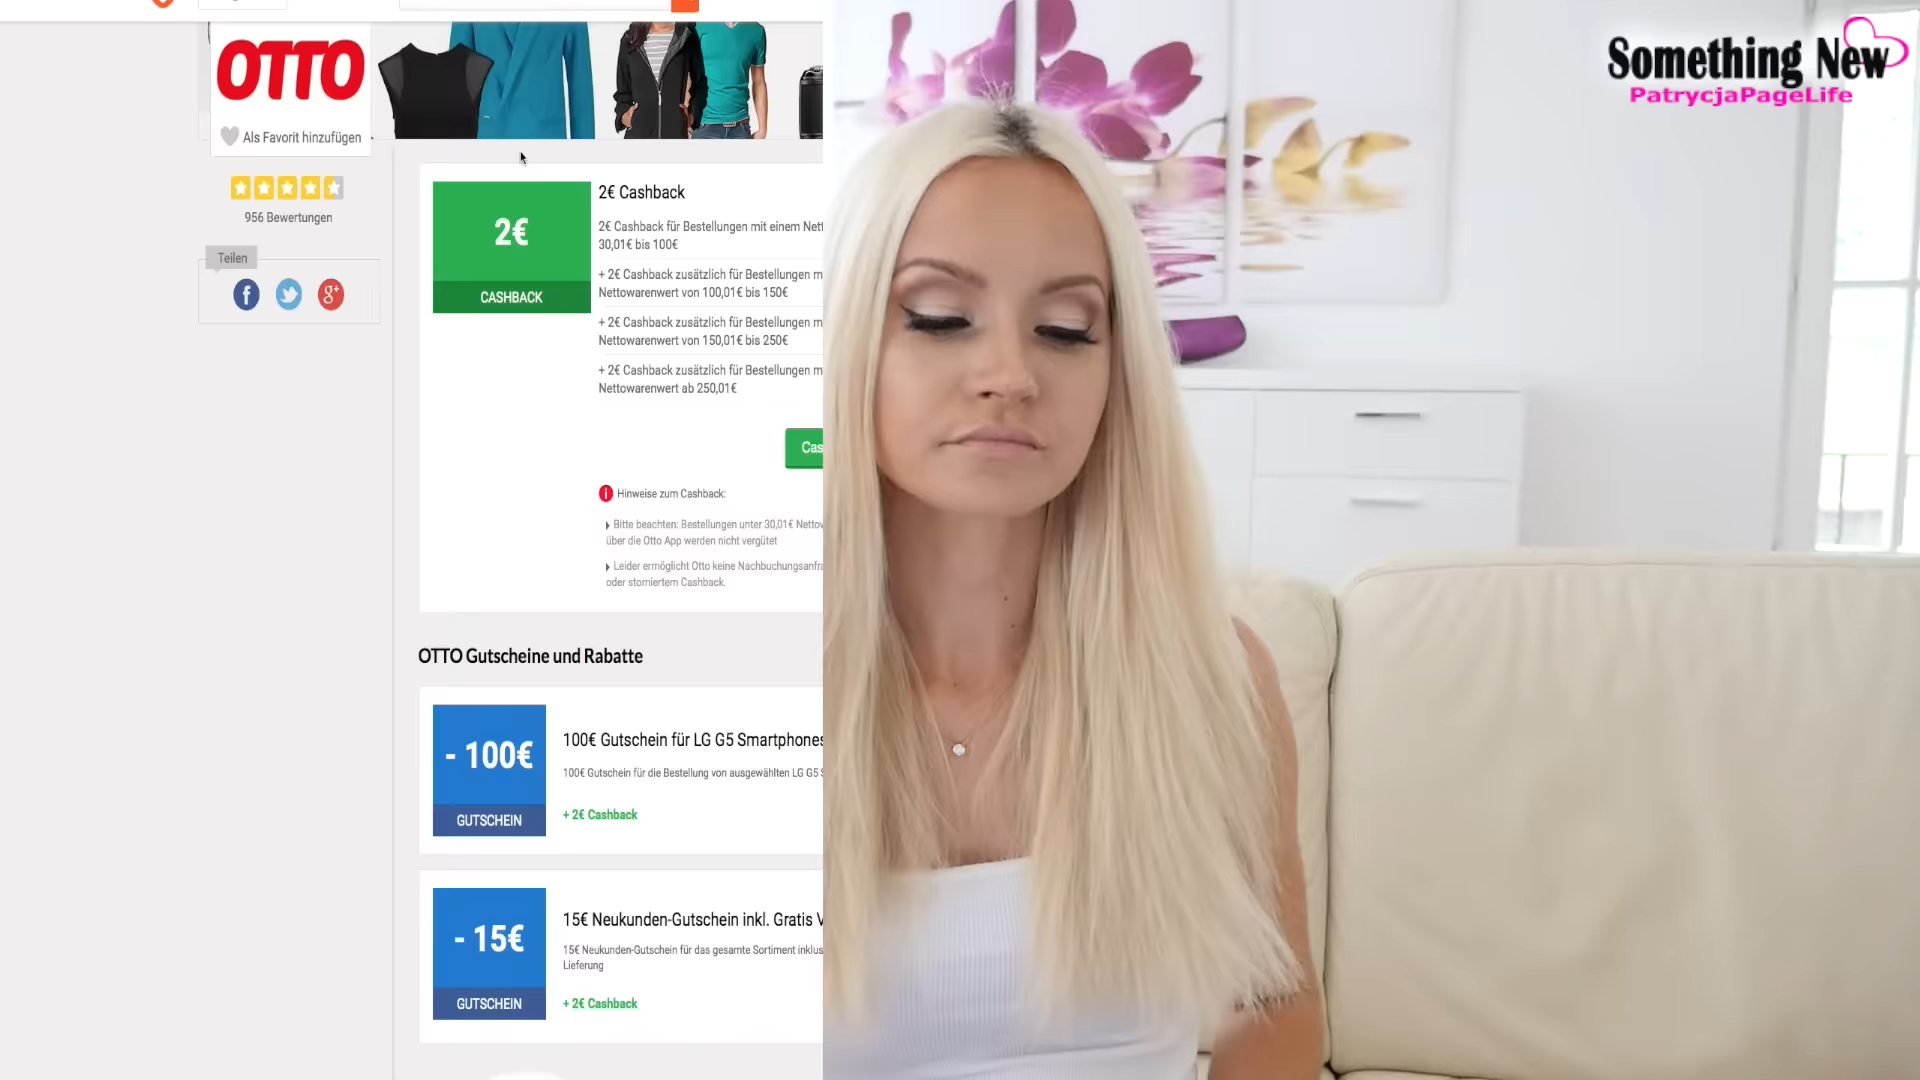 OTTO
Als Favorit hinzufügen
956 Bewertungen
Teilen
2€
CASHBACK
2€ Cashback
2€ Cashback für Bestellungen mit einem
30,01€ bis 100€
+ 2€ Cashback zusätzlich für Bestellungen
Nettowarenwert von 100,01€ bis 150€
+ 2€ Cashback zusätzlich für Bestellungen
Nettowarenwert von 150,01€ bis 250€
+ 2€ Cashback zusätzlich für Bestellungen
Nettowarenwert ab 250,01€
Cas
Hinweise zum Cashback:
Bitte beachten: Bestellungen unter 30,01€
über die Otto App werden nicht vergütet
Leider ermöglicht Otto keine
oder storniertem Cashback.
OTTO Gutscheine und Rabatte
- 100€
GUTSCHEIN
100€ Gutschein für LG G5 Smartphones
100€ Gutschein für die Bestellung von ausgewählten LG G5
+ 2€ Cashback
- 15€
GUTSCHEIN
15€ Neukunden-Gutschein inkl. Gratis
15€ Neukunden-Gutschein für das gesamte Sortiment
Lieferung
+ 2€ Cashback
Something New
PatrycjaPageLife